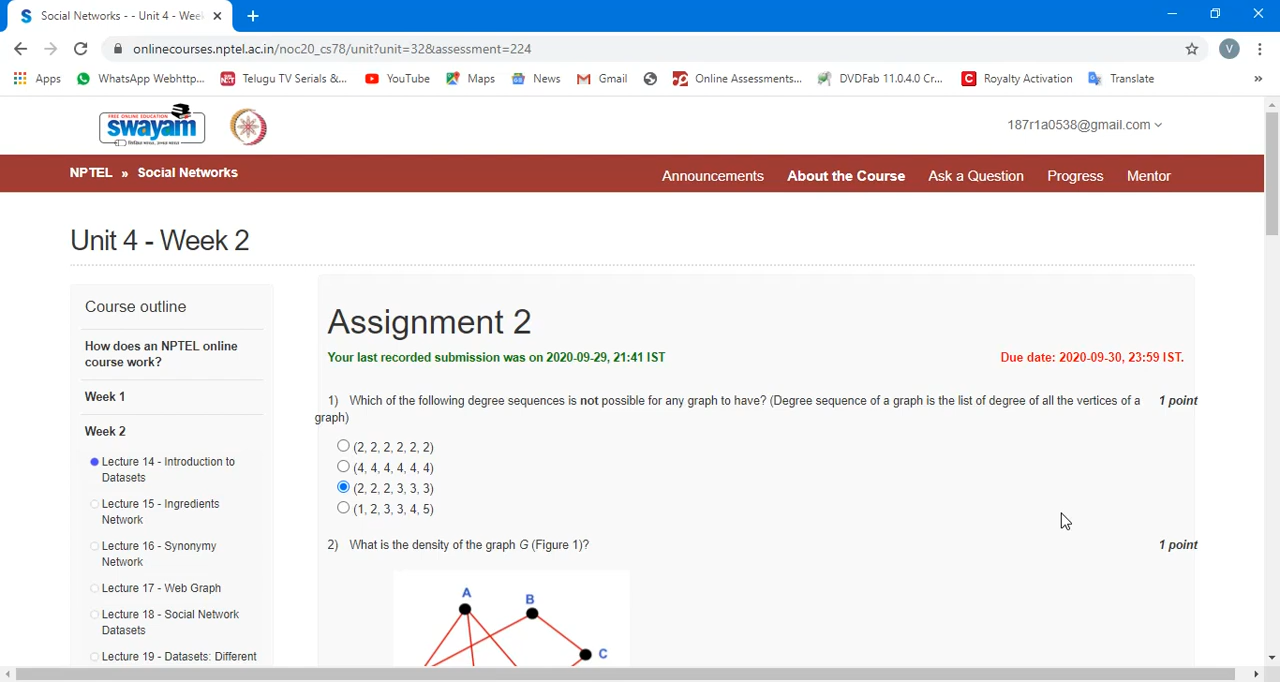 Social Networks - - Unit 4 - Wee
onlinecourses.nptel.ac.in/noc20_cs78/unit?unit=32&assessment=224
V
Apps WhatsApp Webhttp... Telugu TV Serials &... YouTube Maps News Gmail Online Assessments... DVDFab 11.0.4.0 Cr... Royalty Activation Translate »
FREE ONLINE EDUCATION
swayam
187r1a0538@gmail.com
NPTEL » Social Networks
Announcements About the Course Ask a Question Progress Mentor
Unit 4 - Week 2
Course outline
How does an NPTEL online
course work?
Week 1
Week 2
Lecture 14 - Introduction to
Datasets
Lecture 15 - Ingredients
Network
Lecture 16 - Synonymy
Network
Lecture 17 - Web Graph
Lecture 18 - Social Network
Datasets
Lecture 19 - Datasets: Different
Assignment 2
Your last recorded submission was on 2020-09-29, 21:41 IST
Due date: 2020-09-30, 23:59 IST.
1) Which of the following degree sequences is not possible for any graph to have? (Degree sequence of a graph is the list of degree of all the vertices of a 1 point
graph)
(2, 2, 2, 2, 2, 2)
(4, 4, 4, 4, 4, 4)
(2, 2, 2, 3, 3, 3)
(1, 2, 3, 3, 4, 5)
2) What is the density of the graph G (Figure 1)? 1 point
A
B
C